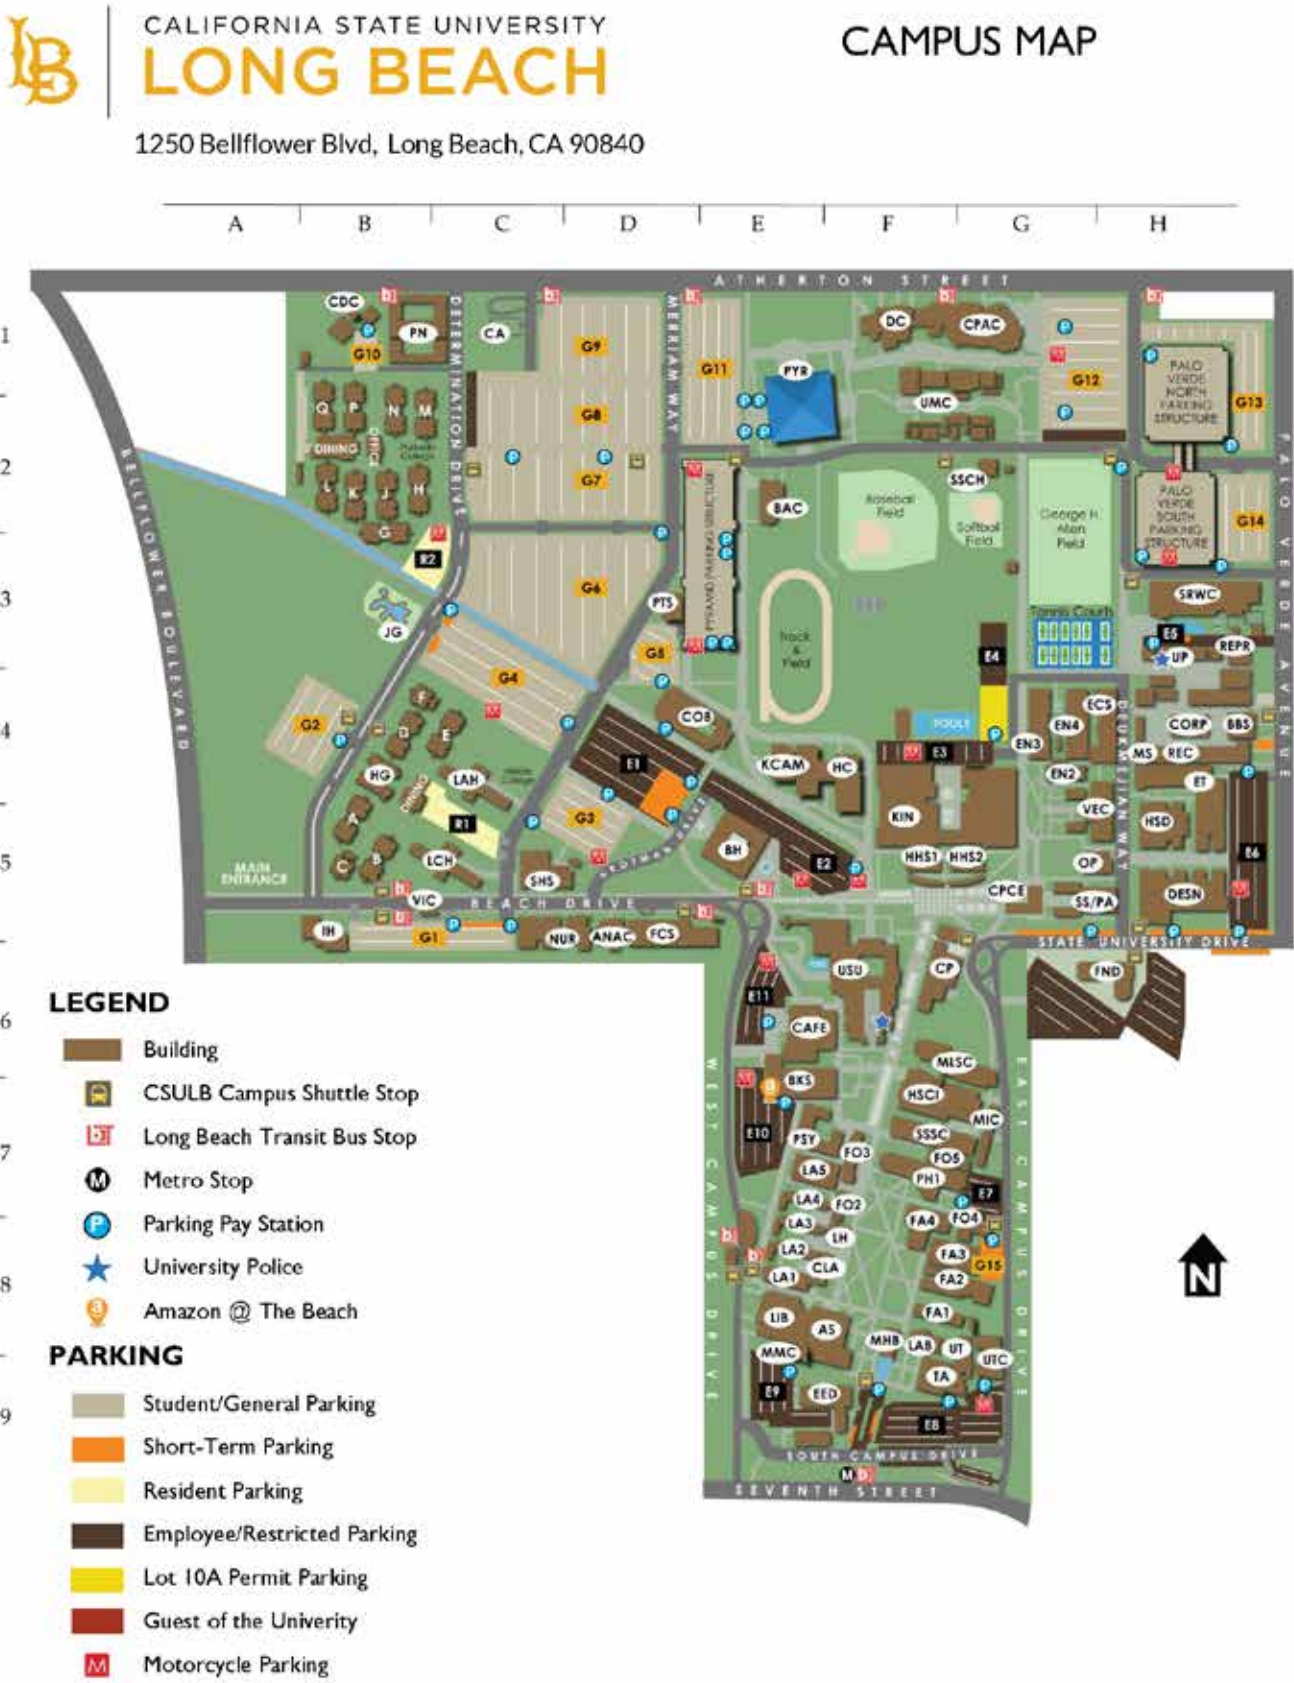 LB
CALIFORNIA STATE UNIVERSITY
LONG BEACH
CAMPUS MAP
1250 Bellflower Blvd, Long Beach, CA 90840
A B C D E F G H
ATHERTON STREET
1
CDC
PN
G10
DETERMINATION DRIVE
CA
G9
MERRIAM WAY
G11
PYR
DC
CPAC
G12
PALO
VERDE
NORTH
PARKING
STRUCTURE
G13
Q P N M
DINING
OFFICE
G8
UMC
2
BELLFLOWER BOULEVARD
L K J H
G
G7
PYRAMID PARKING STRUCTURE
BAC
Baseball
Field
SSCH
Softball
Field
George H.
Allen
Field
PALO
VERDE
SOUTH
PARKING
STRUCTURE
G14
PALO VERDE AVENUE
R2
3
JG
G6
PTS
G5
Track
&
Field
Tennis Courts
SRWC
E5
UP
REPR
E4
4
G2
G4
F
D
E
HG
LAH
DINING
COB
E1
KCAM
HC
POOLS
E3
EN3
EN4
ECS
DEUKMEJIAN WAY
CORP
BBS
MS
REC
EN2
ET
A
R1
G3
KIN
VEC
HSD
5
MAIN
ENTRANCE
C
B
LCH
SHS
BH
E2
HHS1
HHS2
OP
E6
VIC
BEACH DRIVE
CPCE
SS/PA
DESN
IH
G1
NUR
ANAC
FCS
STATE UNIVERSITY DRIVE
USU
CP
FND
LEGEND
6
Building
CSULB Campus Shuttle Stop
Long Beach Transit Bus Stop
7
Metro Stop
Parking Pay Station
University Police
8
Amazon @ The Beach
PARKING
Student/General Parking
9
Short-Term Parking
Resident Parking
Employee/Restricted Parking
Lot 10A Permit Parking
Guest of the Univerity
Motorcycle Parking
E11
CAFE
WEST CAMPUS DRIVE
EAST CAMPUS DRIVE
MLSC
BKS
HSCI
MIC
E10
PSY
SSSC
FO3
FO5
LA5
PH1
E7
LA4
FO2
LA3
FA4
FO4
LH
LA2
FA3
CLA
G15
LA1
FA2
LIB
AS
FA1
MHB
LAB
UT
MMC
UTC
TA
E9
EED
E8
SOUTH CAMPUS DRIVE
SEVENTH STREET
N